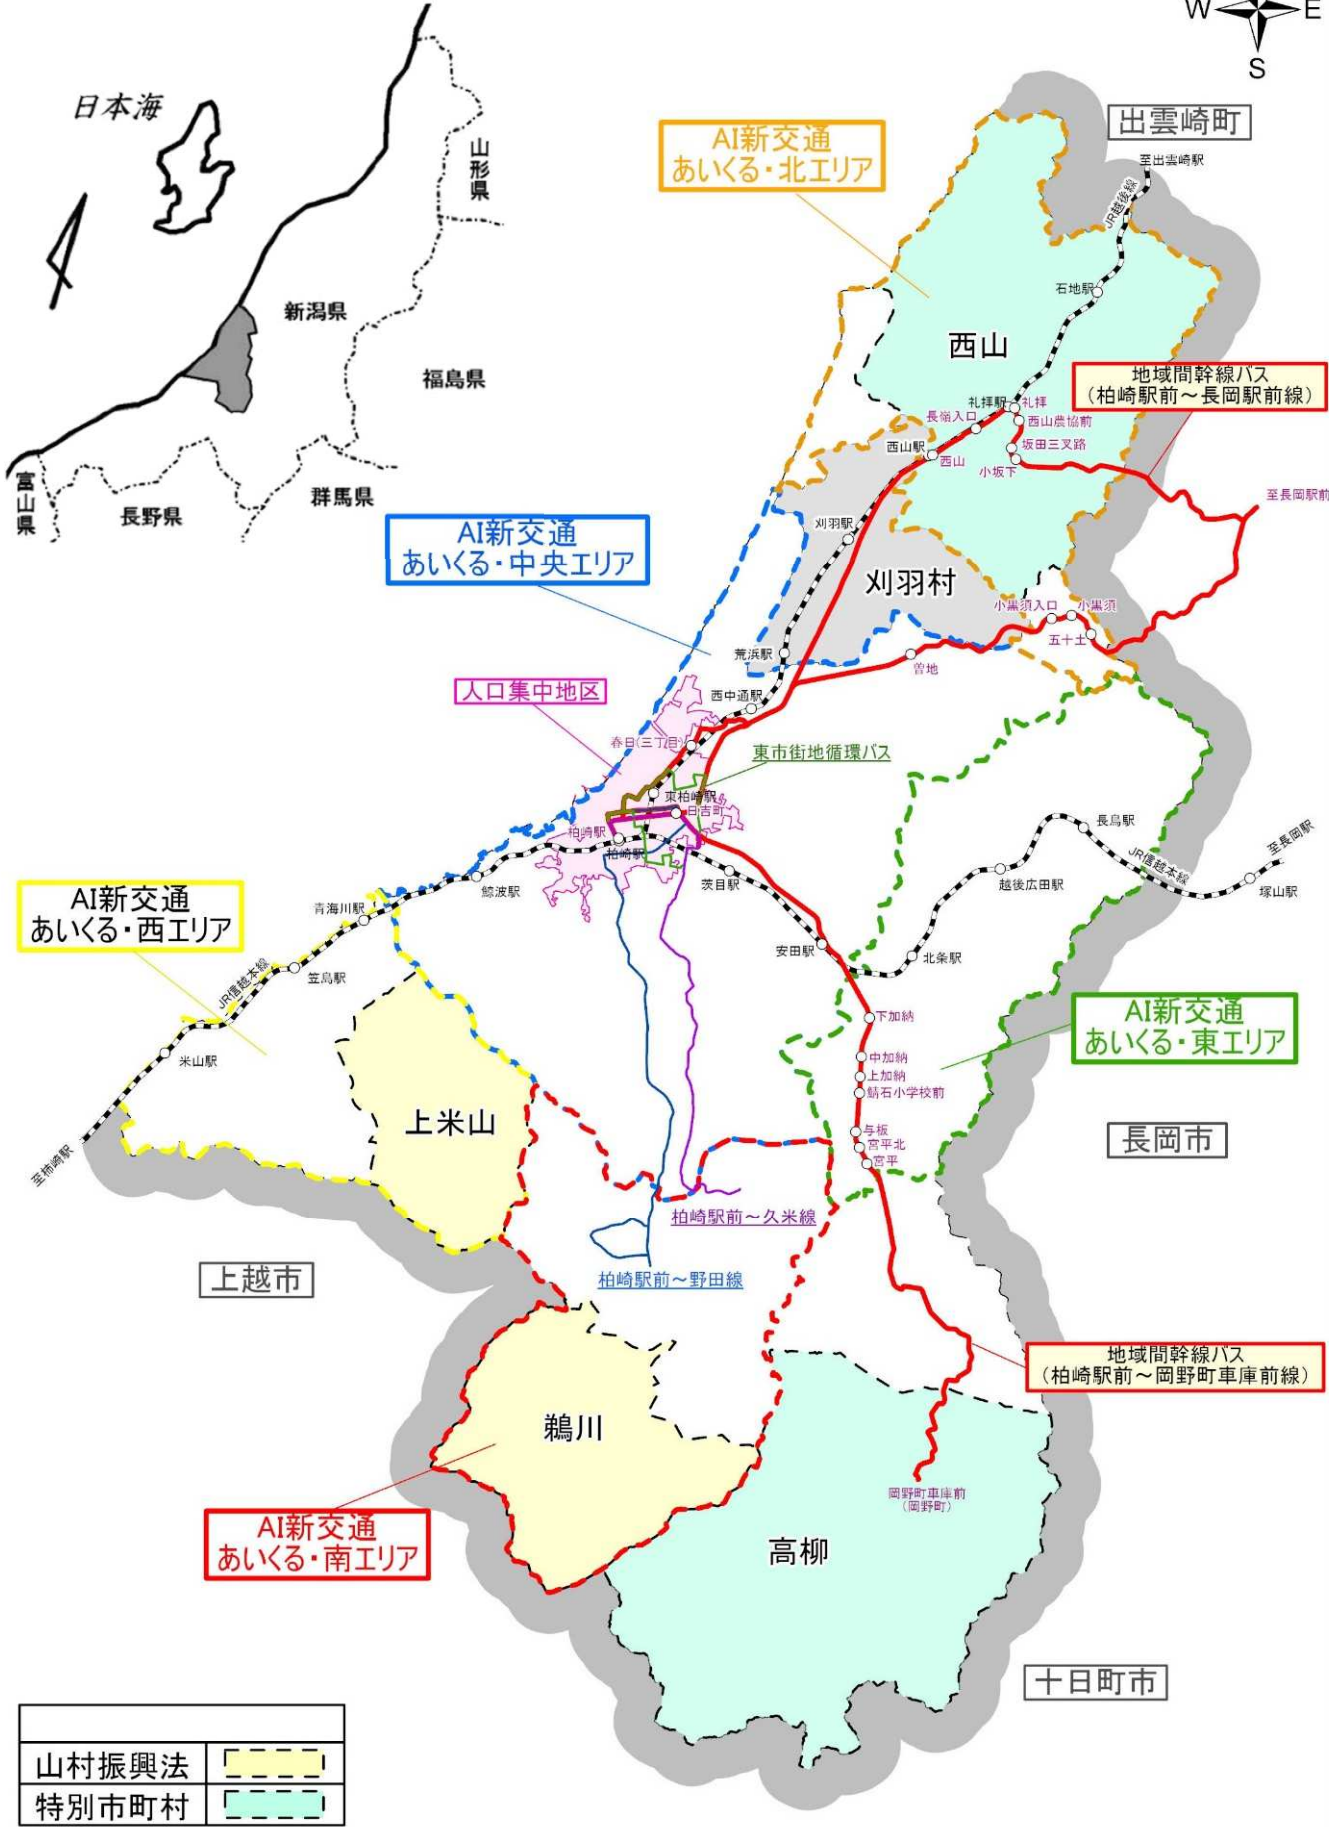 W
E
S
日本海
山形県
新潟県
福島県
群馬県
長野県
富山県
出雲崎町
至出雲崎駅
JR越後線
AI新交通
あいくる・北エリア
石地駅
西山
地域間幹線バス
(柏崎駅前～長岡駅前線)
礼拝駅
礼拝
長嶺入口
西山農協前
西山駅
西山
坂田三叉路
小坂下
至長岡駅前
AI新交通
あいくる・中央エリア
刈羽駅
刈羽村
小黒須入口
小黒須
五十土
荒浜駅
曽地
人口集中地区
西中通駅
春日(三丁目)
東市街地循環バス
東柏崎駅
日吉町
柏崎駅
柏崎駅
長鳥駅
JR信越本線
至長岡駅
茨目駅
越後広田駅
塚山駅
鯨波駅
AI新交通
あいくる・西エリア
青海川駅
安田駅
北条駅
笠島駅
JR信越本線
AI新交通
あいくる・東エリア
下加納
米山駅
中加納
上加納
鯖石小学校前
上米山
与板
宮平北
宮平
長岡市
至柿崎駅
柏崎駅前～久米線
上越市
柏崎駅前～野田線
地域間幹線バス
(柏崎駅前～岡野町車庫前線)
鵜川
岡野町車庫前
(岡野町)
AI新交通
あいくる・南エリア
高柳
十日町市
山村振興法
特別市町村